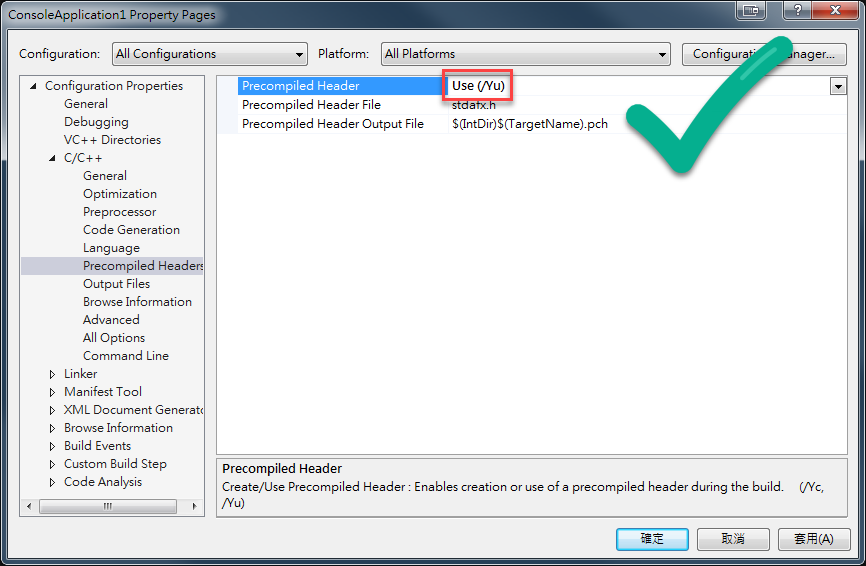 ConsoleApplication1 Property Pages
Configuration: All Configurations Platform: All Platforms
Configuration Properties
General
Debugging
VC++ Directories
C/C++
General
Optimization
Preprocessor
Code Generation
Language
Precompiled Headers
Output Files
Browse Information
Advanced
All Options
Command Line
Linker
Manifest Tool
XML Document Generato
Browse Information
Build Events
Custom Build Step
Code Analysis
Precompiled Header Use (/Yu)
Precompiled Header File stdafx.h
Precompiled Header Output File $(IntDir)$(TargetName).pch
Precompiled Header
Create/Use Precompiled Header : Enables creation or use of a precompiled header during the build. (/Yc,
/Yu)
確定 取消 套用(A)